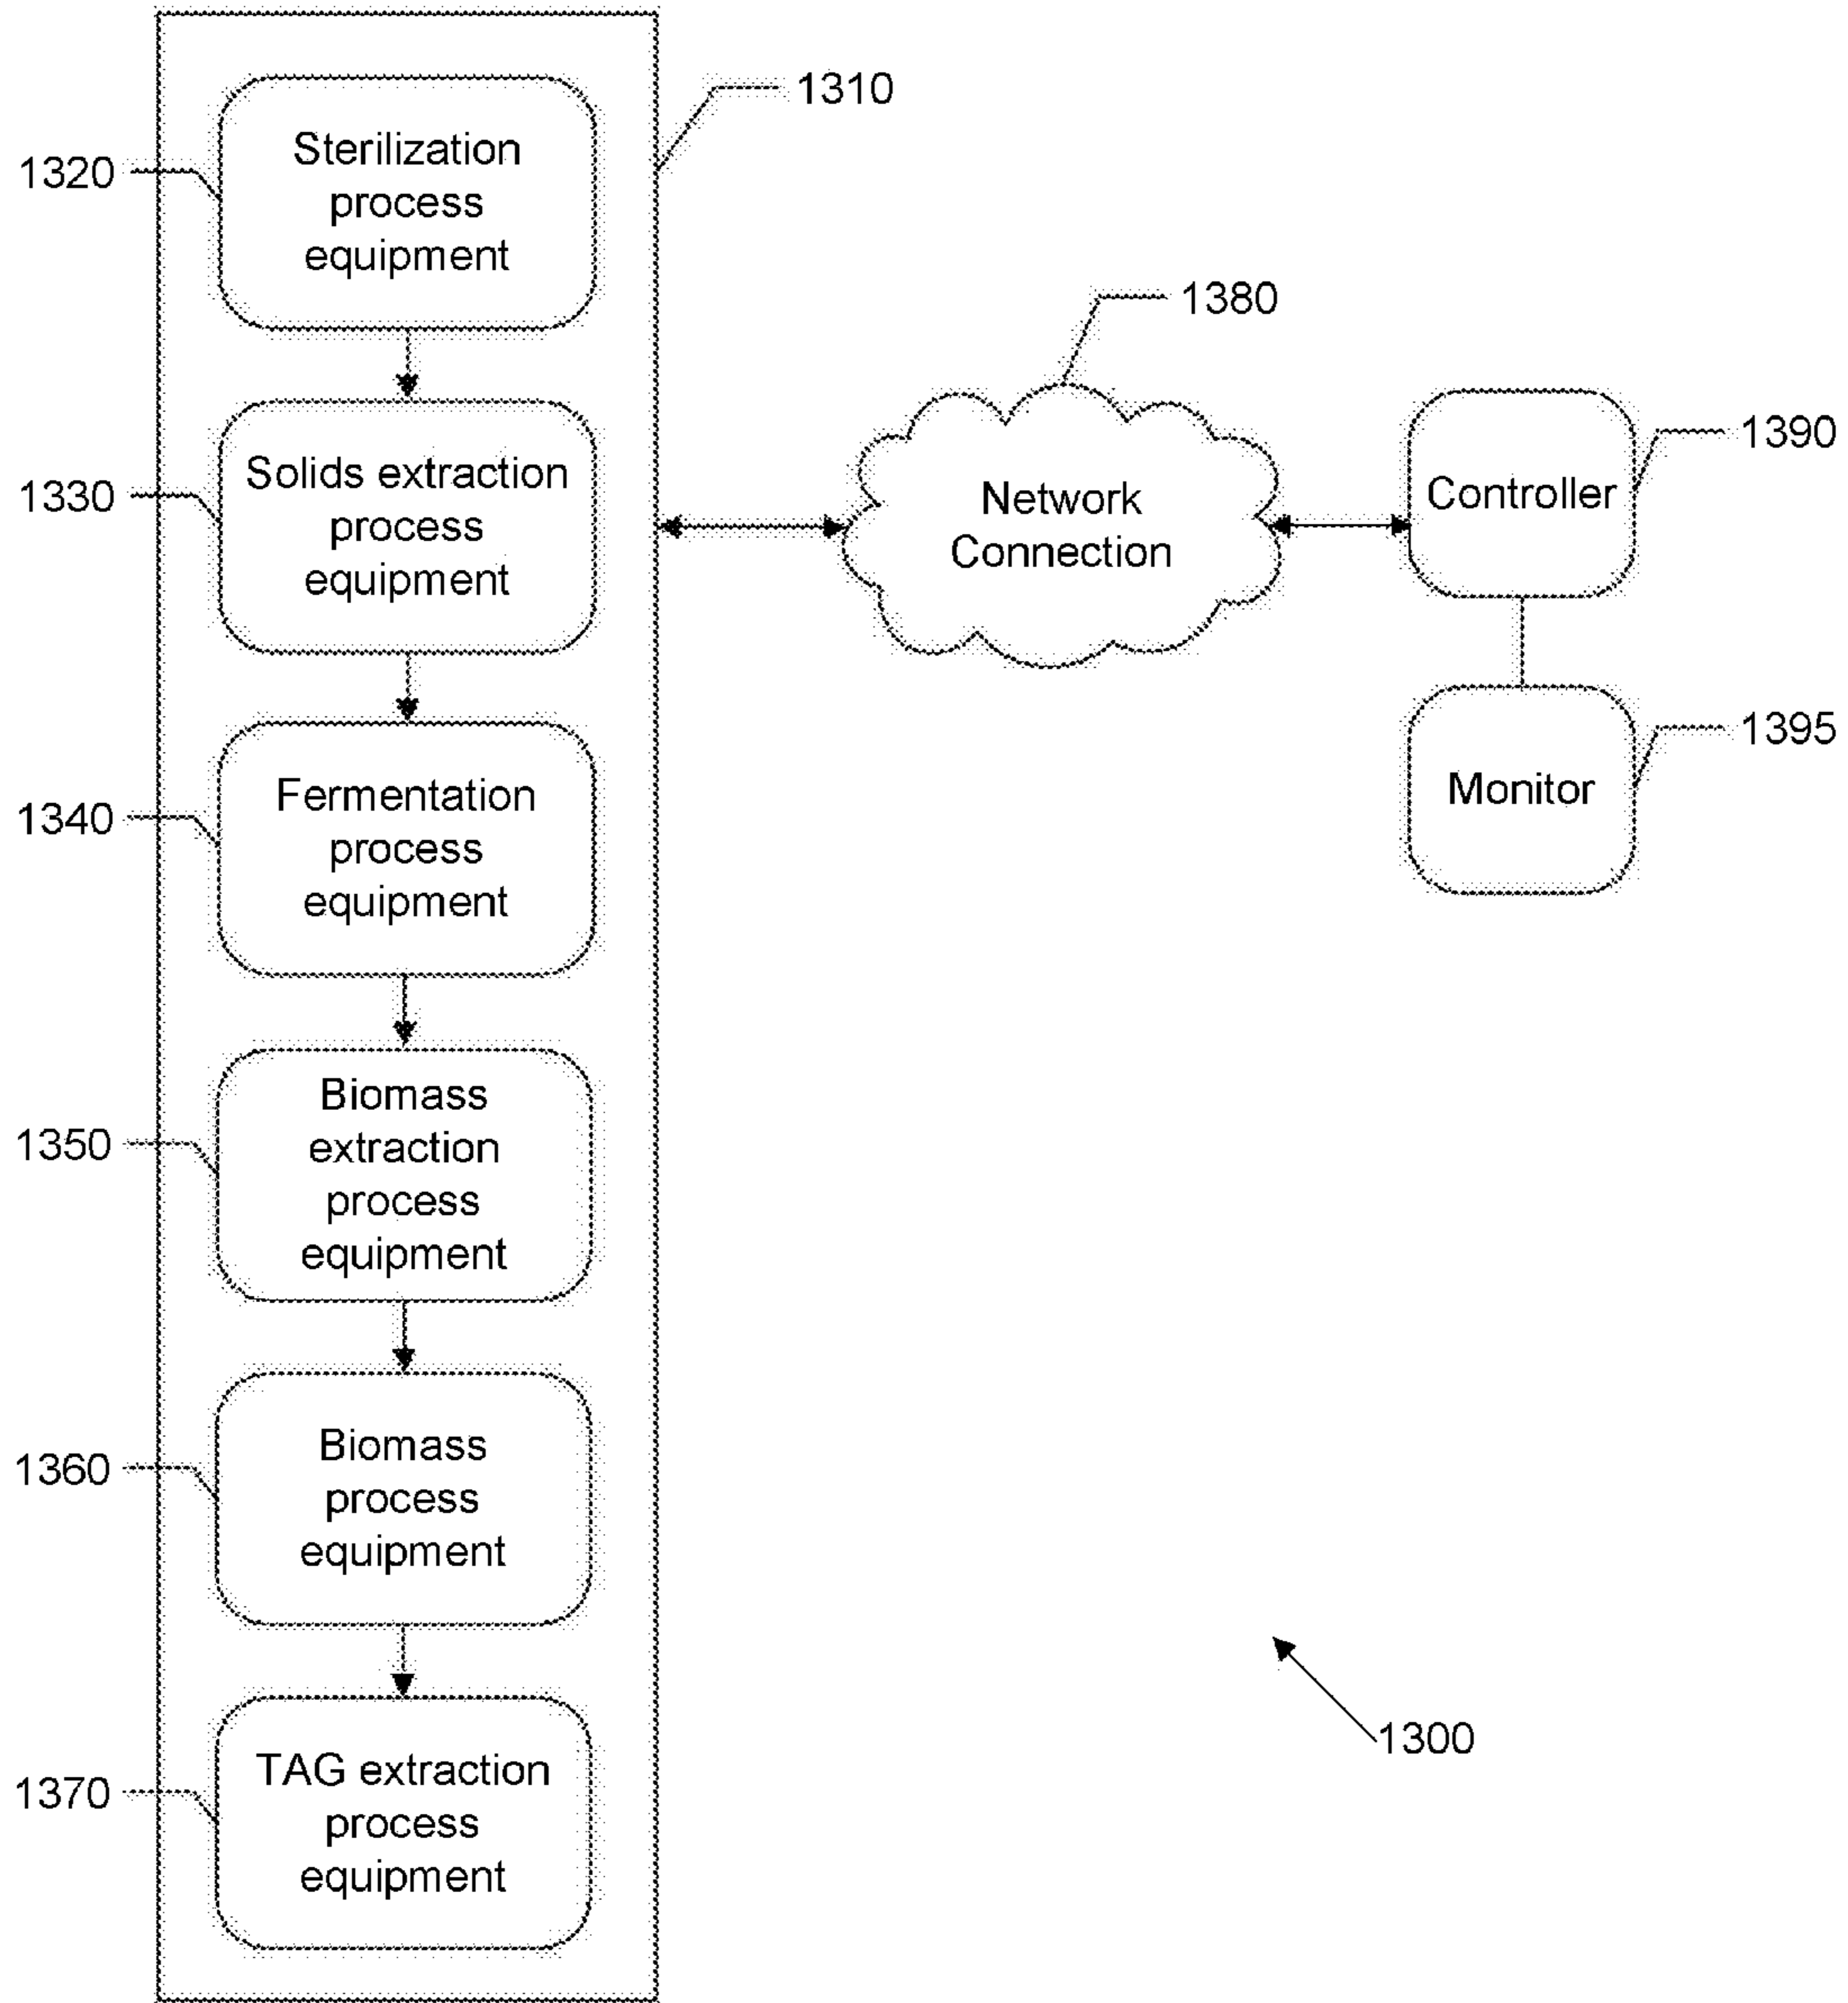 1310
1320
Sterilization
process
equipment
1380
1330
Solids extraction
process
equipment
Network
Connection
1390
Controller
1395
Monitor
1340
Fermentation
process
equipment
1350
Biomass
extraction
process
equipment
1360
Biomass
process
equipment
1370
TAG extraction
process
equipment
1300